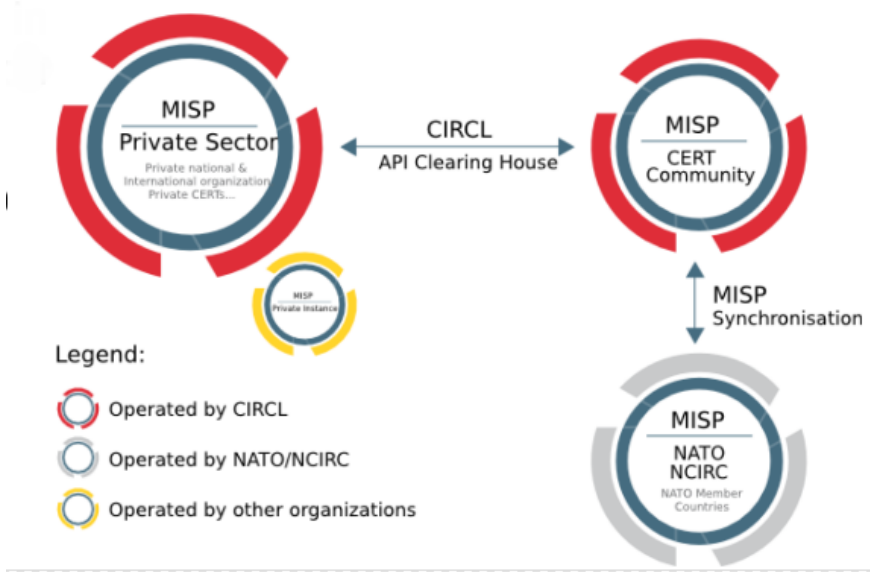 MISP
Private Sector
Private national &
International organization
Private CERTs...
CIRCL
API Clearing House
MISP
CERT
Community
MISP
Private Instance
MISP
Synchronisation
Legend:
Operated by CIRCL
Operated by NATO/NCIRC
Operated by other organizations
MISP
NATO
NCIRC
NATO Member
Countries